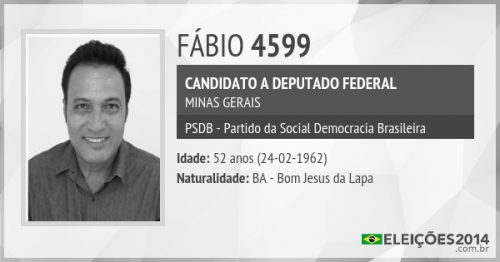 FÁBIO 4599
CANDIDATO A DEPUTADO FEDERAL
MINAS GERAIS
PSDB - Partido da Social Democracia Brasileira
Idade: 52 anos (24-02-1962)
Naturalidade: BA - Bom Jesus da Lapa
ELEIÇÕES2014
.com.br